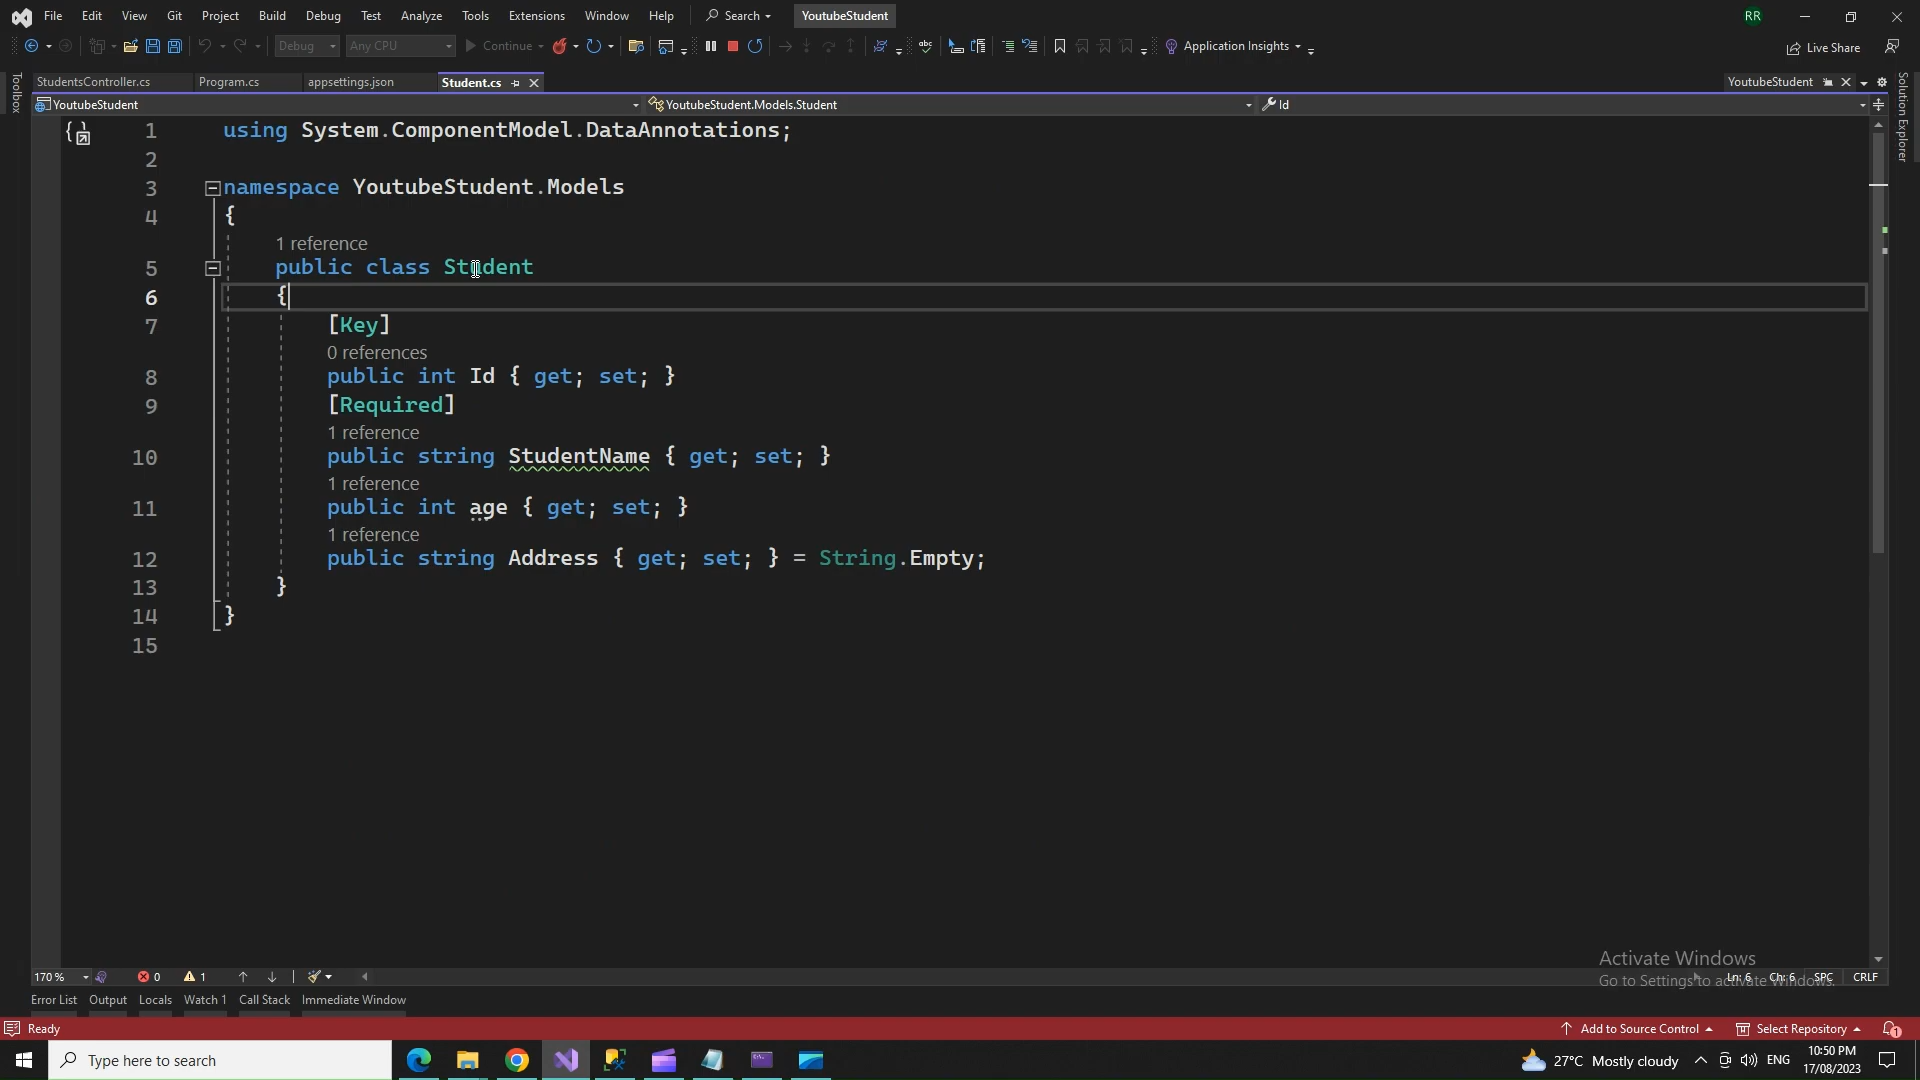 File Edit View Git Project Build Debug Test Analyze Tools Extensions Window Help Search YoutubeStudent RR
Debug Any CPU Continue Application Insights Live Share
Toolbox
StudentsController.cs Program.cs appsettings.json Student.cs YoutubeStudent
Solution Explorer
YoutubeStudent YoutubeStudent.Models.Student Id
1 using System.ComponentModel.DataAnnotations;
2
3 namespace YoutubeStudent.Models
4 {
1 reference
5 public class Student
6 {
7 [Key]
0 references
8 public int Id { get; set; }
9 [Required]
1 reference
10 public string StudentName { get; set; }
1 reference
11 public int age { get; set; }
1 reference
12 public string Address { get; set; } = String.Empty;
13 }
14 }
15
Activate Windows
Go to Settings to activate Windows.
170 % 0 1 Ln: 6 Ch: 6 SPC CRLF
Error List Output Locals Watch 1 Call Stack Immediate Window
Ready Add to Source Control Select Repository 1
Type here to search 27°C Mostly cloudy ENG 10:50 PM
17/08/2023